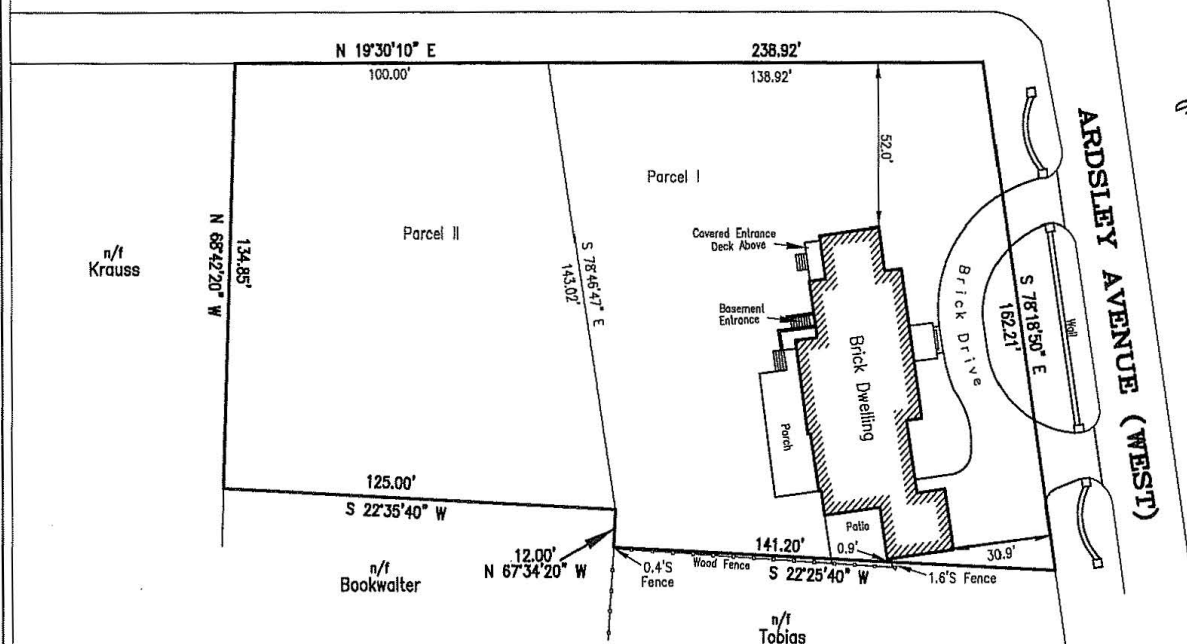 N 19°30'10" E
238.92'
100.00'
138.92'
ARDSLEY AVENUE (WEST)
52.0'
Parcel I
Parcel II
Covered Entrance
Deck Above
n/f
Krauss
N 68°42'20" W
134.85'
S 78°46'47" E
143.02'
Basement
Entrance
Brick Dwelling
Brick Drive
S 78°18'50" E
162.21'
Wall
Porch
125.00'
S 22°35'40" W
Patio
0.9'
30.9'
141.20'
12.00'
N 67°34'20" W
0.4'S
Fence
Wood Fence
S 22°25'40" W
1.6'S Fence
n/f
Bookwalter
n/f
Tobias